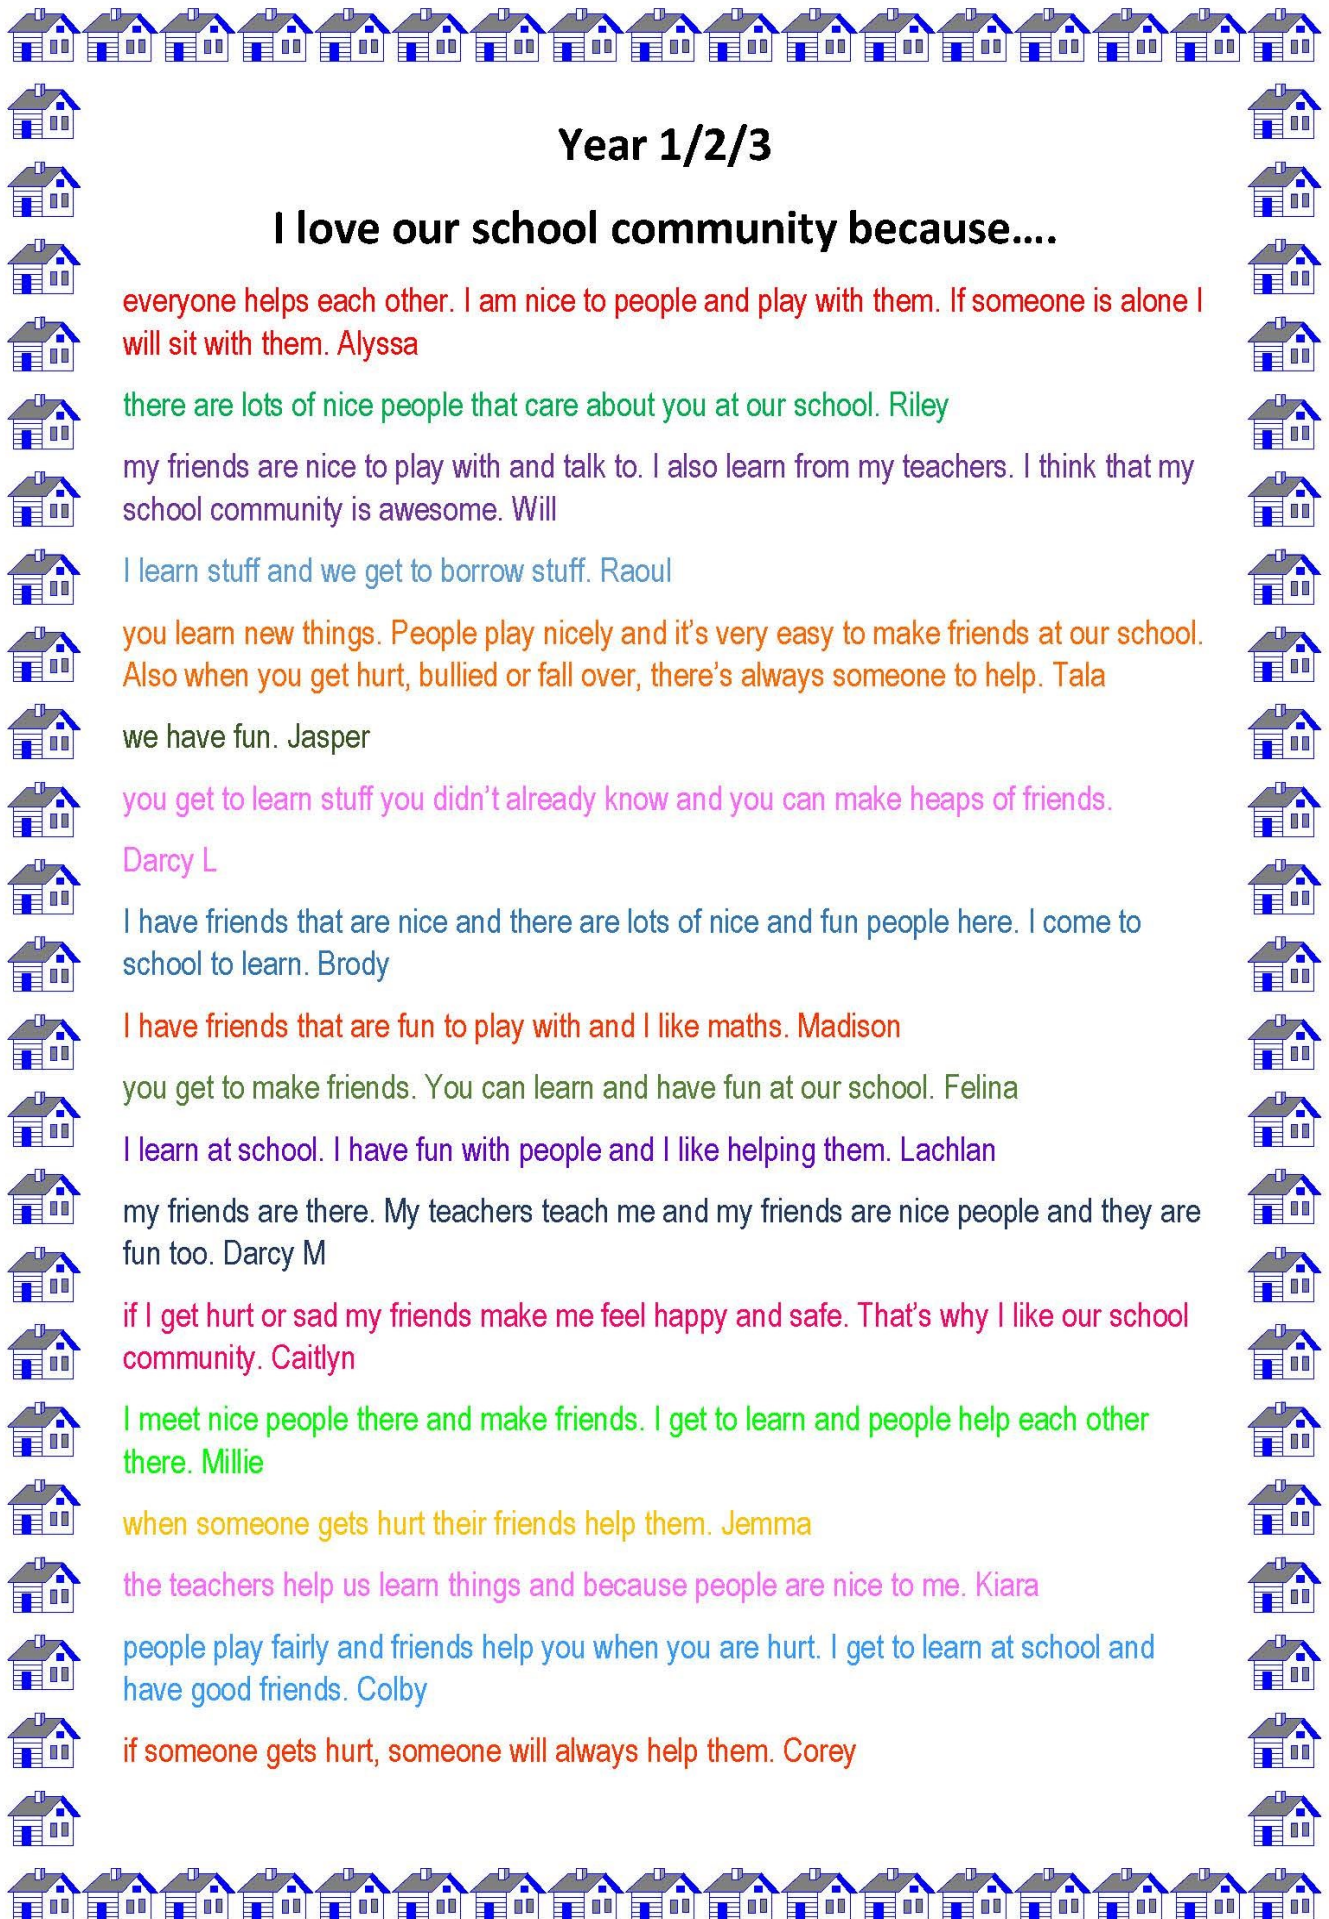 Year 1/2/3
I love our school community because....
everyone helps each other. I am nice to people and play with them. If someone is alone I
will sit with them. Alyssa
there are lots of nice people that care about you at our school. Riley
my friends are nice to play with and talk to. I also learn from my teachers. I think that my
school community is awesome. Will
I learn stuff and we get to borrow stuff. Raoul
you learn new things. People play nicely and it’s very easy to make friends at our school.
Also when you get hurt, bullied or fall over, there’s always someone to help. Tala
we have fun. Jasper
you get to learn stuff you didn’t already know and you can make heaps of friends.
Darcy L
I have friends that are nice and there are lots of nice and fun people here. I come to
school to learn. Brody
I have friends that are fun to play with and I like maths. Madison
you get to make friends. You can learn and have fun at our school. Felina
I learn at school. I have fun with people and I like helping them. Lachlan
my friends are there. My teachers teach me and my friends are nice people and they are
fun too. Darcy M
if I get hurt or sad my friends make me feel happy and safe. That’s why I like our school
community. Caitlyn
I meet nice people there and make friends. I get to learn and people help each other
there. Millie
when someone gets hurt their friends help them. Jemma
the teachers help us learn things and because people are nice to me. Kiara
people play fairly and friends help you when you are hurt. I get to learn at school and
have good friends. Colby
if someone gets hurt, someone will always help them. Corey